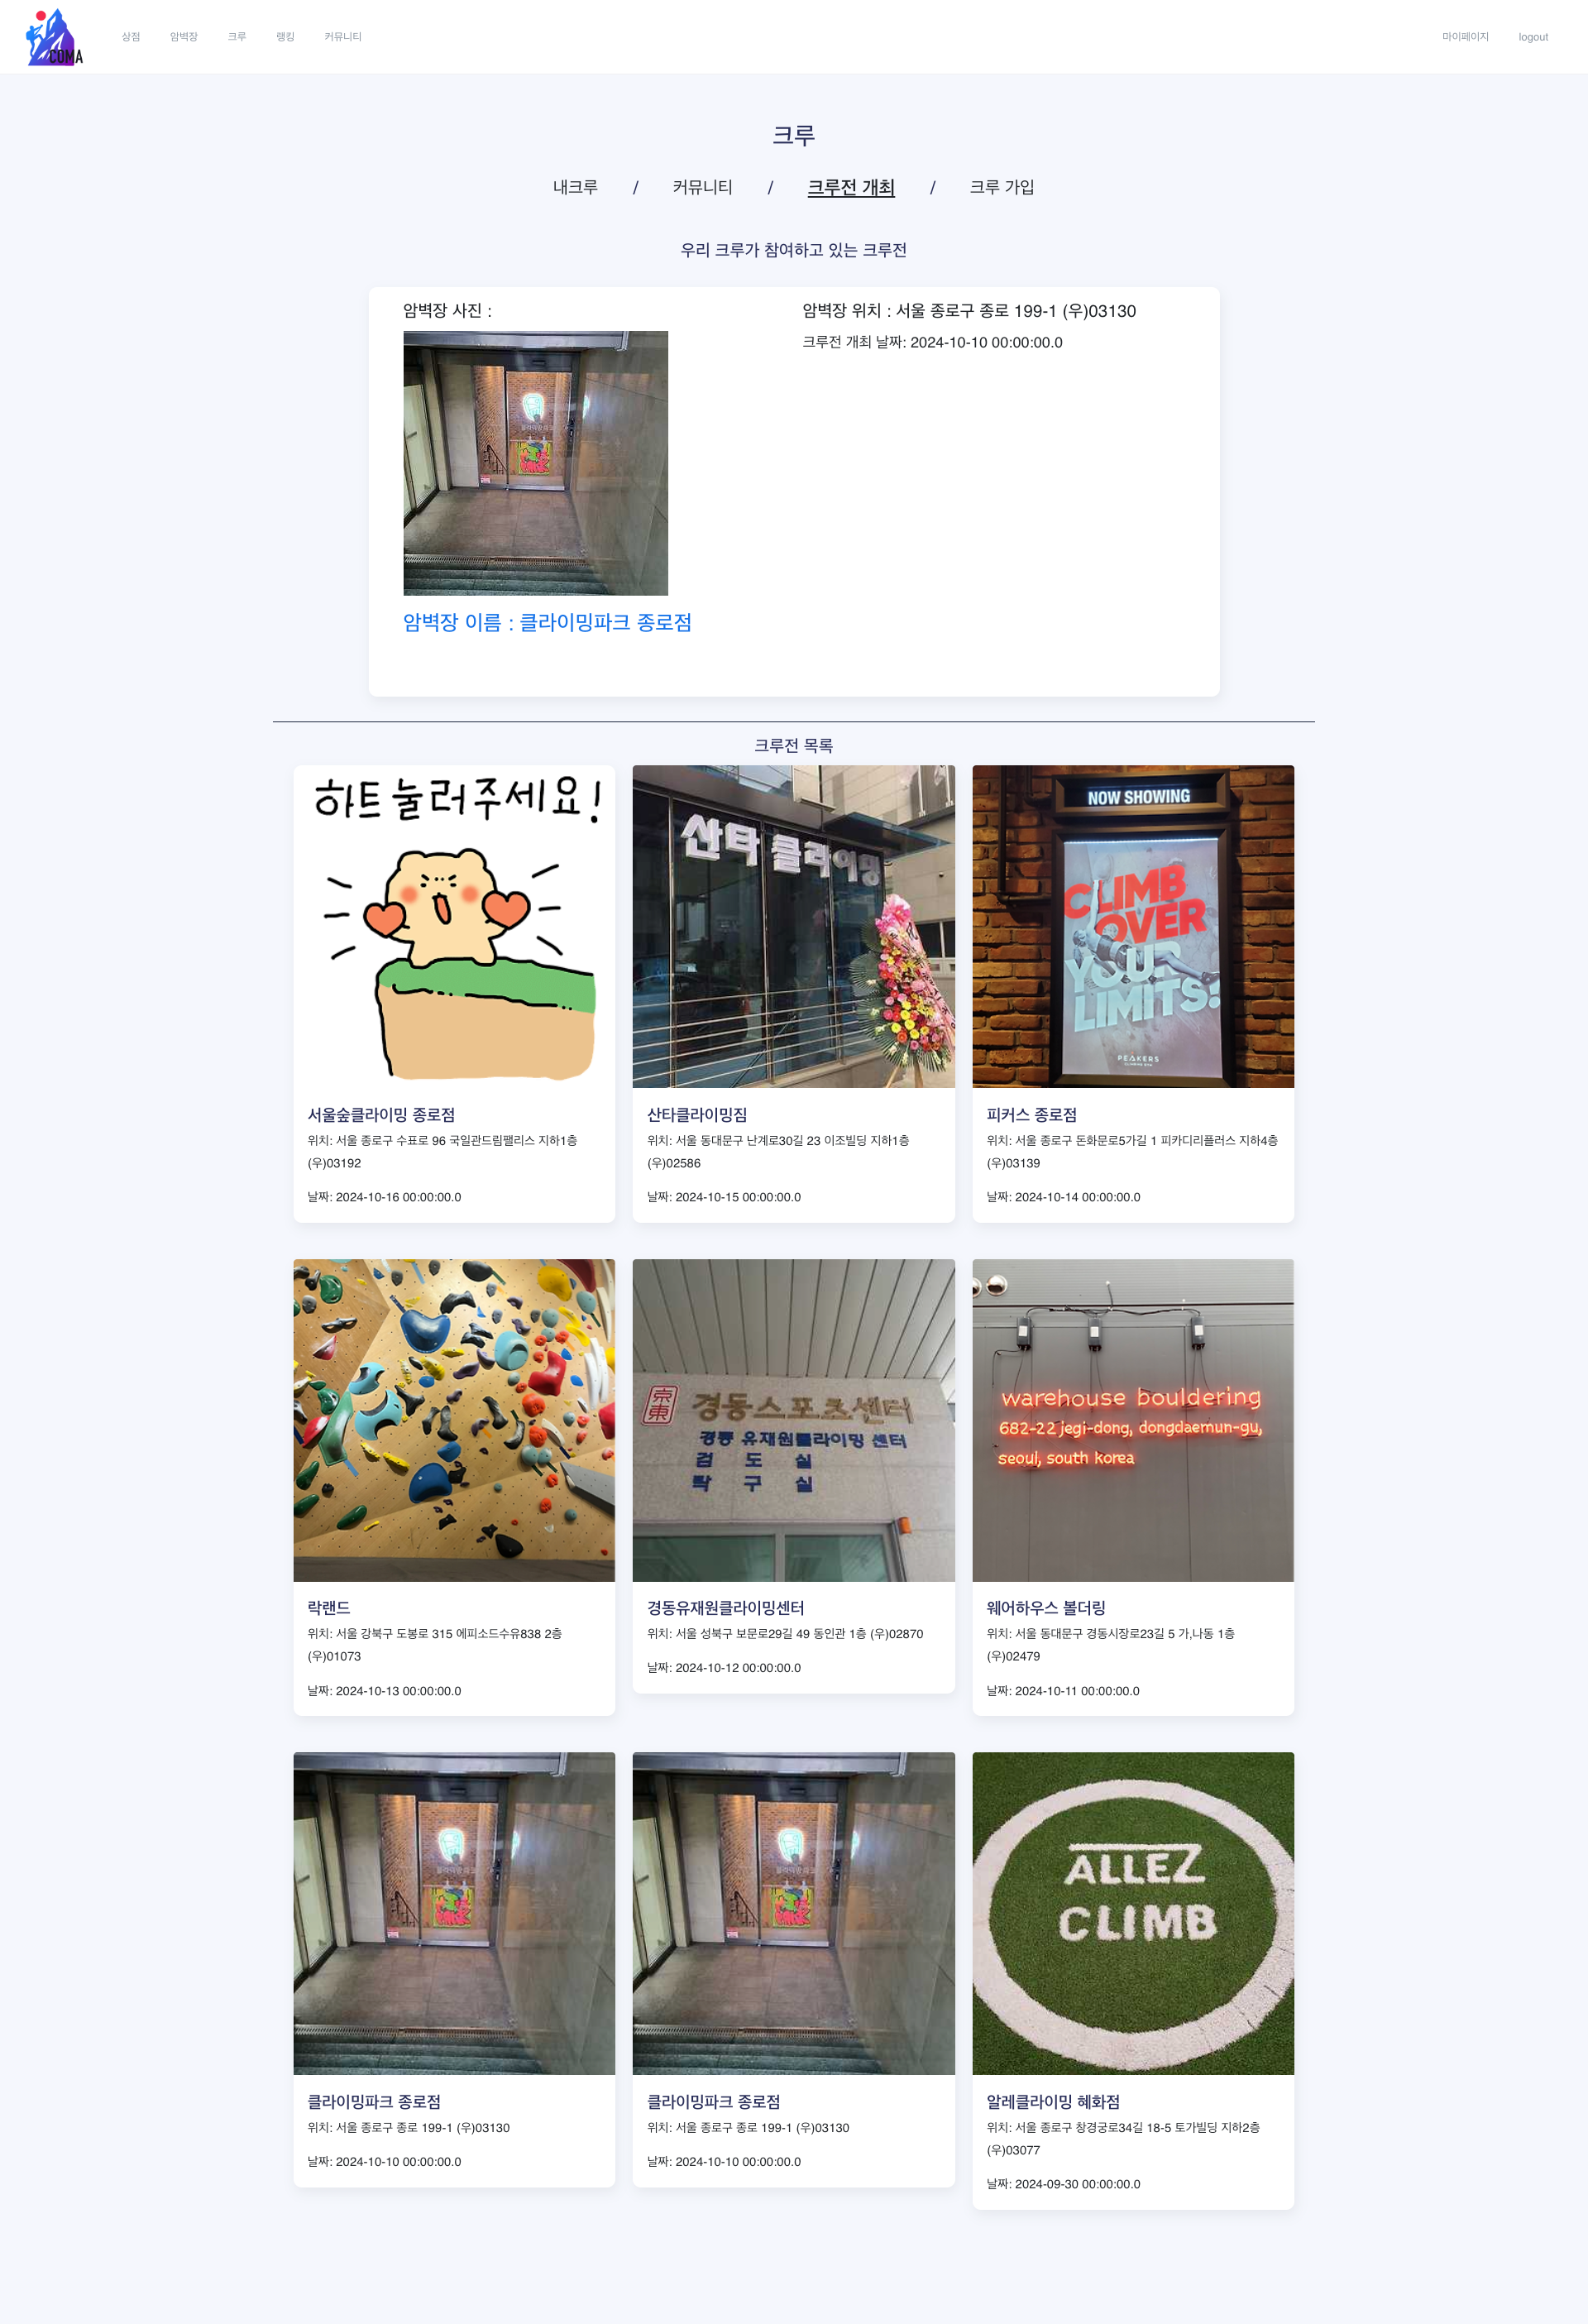 COMA
상점
암벽장
크루
랭킹
커뮤니티
마이페이지
logout
크루
내크루 / 커뮤니티 / 크루전 개최 / 크루 가입
우리 크루가 참여하고 있는 크루전
암벽장 사진 :
암벽장 이름 : 클라이밍파크 종로점
암벽장 위치 : 서울 종로구 종로 199-1 (우)03130
크루전 개최 날짜: 2024-10-10 00:00:00.0
크루전 목록
하트 눌러주세요!
서울숲클라이밍 종로점
위치: 서울 종로구 수표로 96 국일관드림팰리스 지하1층
(우)03192
날짜: 2024-10-16 00:00:00.0
산타클라이밍
산타클라이밍짐
위치: 서울 동대문구 난계로30길 23 이조빌딩 지하1층
(우)02586
날짜: 2024-10-15 00:00:00.0
NOW SHOWING
CLIMB
OVER
YOUR
LIMITS!
PEAKERS
피커스 종로점
위치: 서울 종로구 돈화문로5가길 1 피카디리플러스 지하4층
(우)03139
날짜: 2024-10-14 00:00:00.0
락랜드
위치: 서울 강북구 도봉로 315 에피소드수유838 2층
(우)01073
날짜: 2024-10-13 00:00:00.0
京東
경동스포츠센터
경동 유재원클라이밍 센터
검 도 실
탁 구 실
경동유재원클라이밍센터
위치: 서울 성북구 보문로29길 49 동인관 1층 (우)02870
날짜: 2024-10-12 00:00:00.0
warehouse bouldering
682-22 jegi-dong, dongdaemun-gu,
seoul, south korea
웨어하우스 볼더링
위치: 서울 동대문구 경동시장로23길 5 가,나동 1층
(우)02479
날짜: 2024-10-11 00:00:00.0
클라이밍파크 종로점
위치: 서울 종로구 종로 199-1 (우)03130
날짜: 2024-10-10 00:00:00.0
클라이밍파크 종로점
위치: 서울 종로구 종로 199-1 (우)03130
날짜: 2024-10-10 00:00:00.0
ALLEZ
CLIMB
알레클라이밍 혜화점
위치: 서울 종로구 창경궁로34길 18-5 토가빌딩 지하2층
(우)03077
날짜: 2024-09-30 00:00:00.0